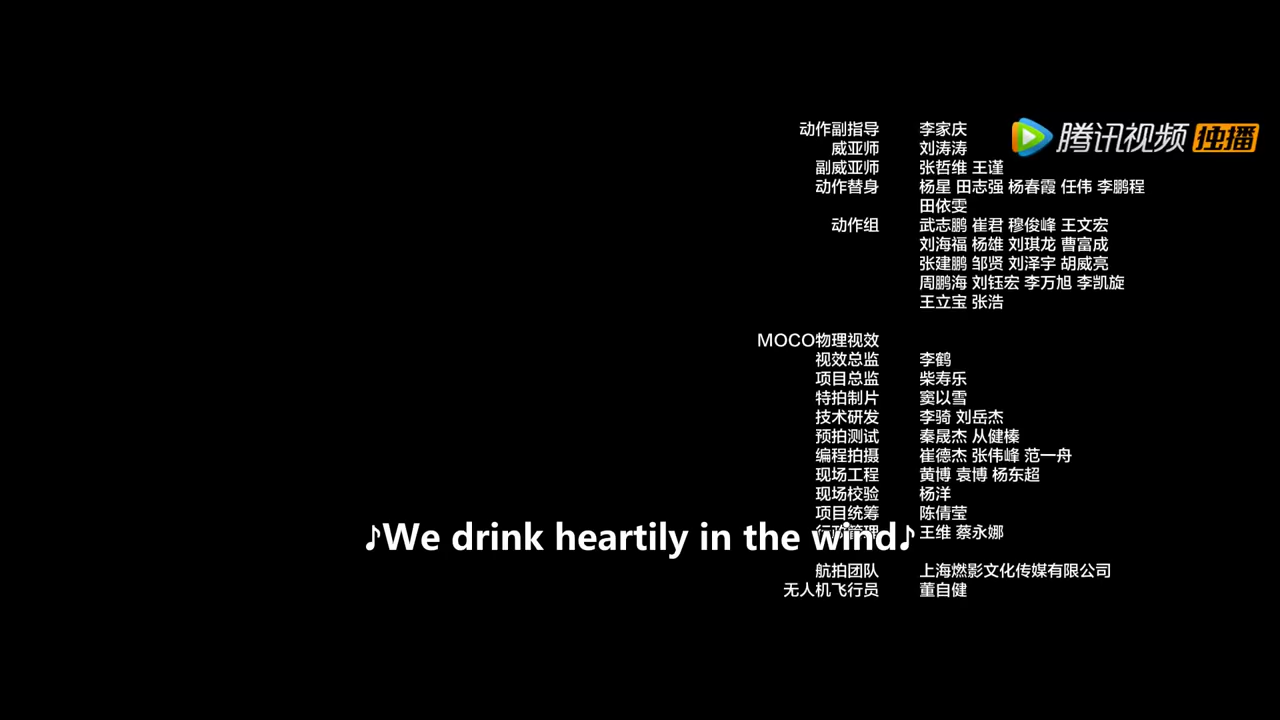 动作副指导 李家庆
腾讯视频 独播
威亚师 刘涛涛
副威亚师 张哲维 王谨
动作替身 杨星 田志强 杨春霞 任伟 李鹏程
田依雯
动作组 武志鹏 崔君 穆俊峰 王文宏
刘海福 杨雄 刘琪龙 曹富成
张建鹏 邹贤 刘泽宇 胡威亮
周鹏海 刘钰宏 李万旭 李凯旋
王立宝 张浩
MOCO物理视效
视效总监 李鹤
项目总监 柴寿乐
特拍制片 窦以雪
技术研发 李骑 刘岳杰
预拍测试 秦晟杰 从健榛
编程拍摄 崔德杰 张伟峰 范一舟
现场工程 黄博 袁博 杨东超
现场校验 杨洋
项目统筹 陈倩莹
行政管理 王维 蔡永娜
♪We drink heartily in the wind♪
航拍团队 上海燃影文化传媒有限公司
无人机飞行员 董自健